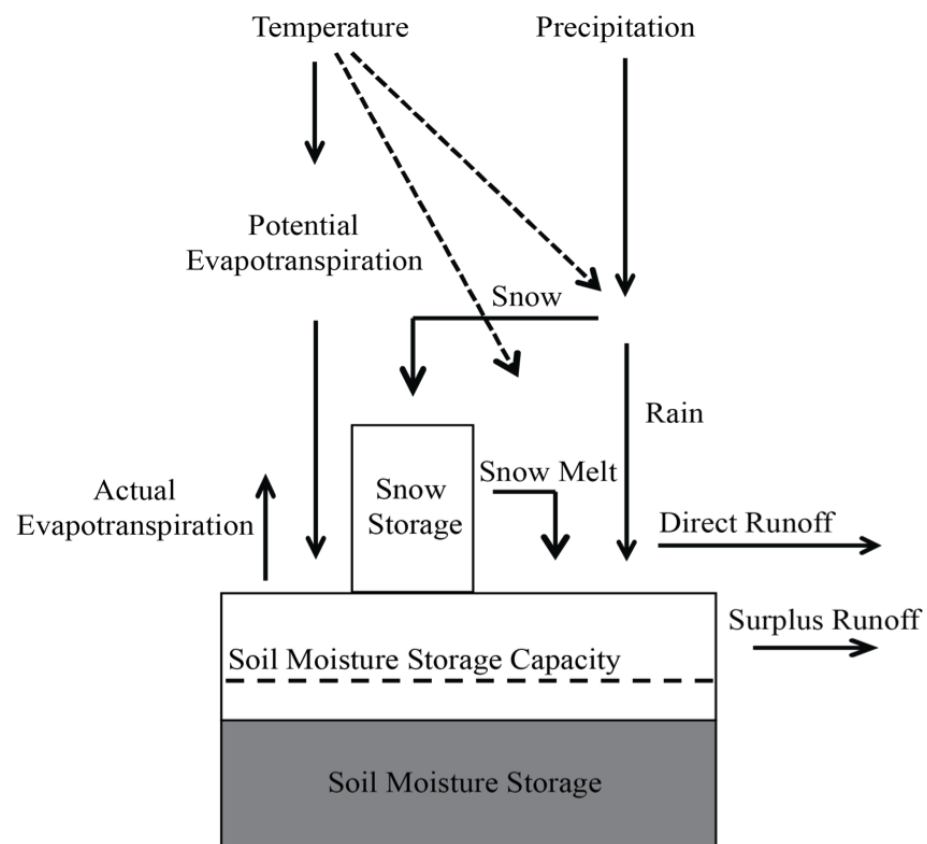 Temperature
Precipitation
Potential
Evapotranspiration
Snow
Rain
Actual
Evapotranspiration
Snow
Storage
Snow Melt
Direct Runoff
Surplus Runoff
Soil Moisture Storage Capacity
Soil Moisture Storage